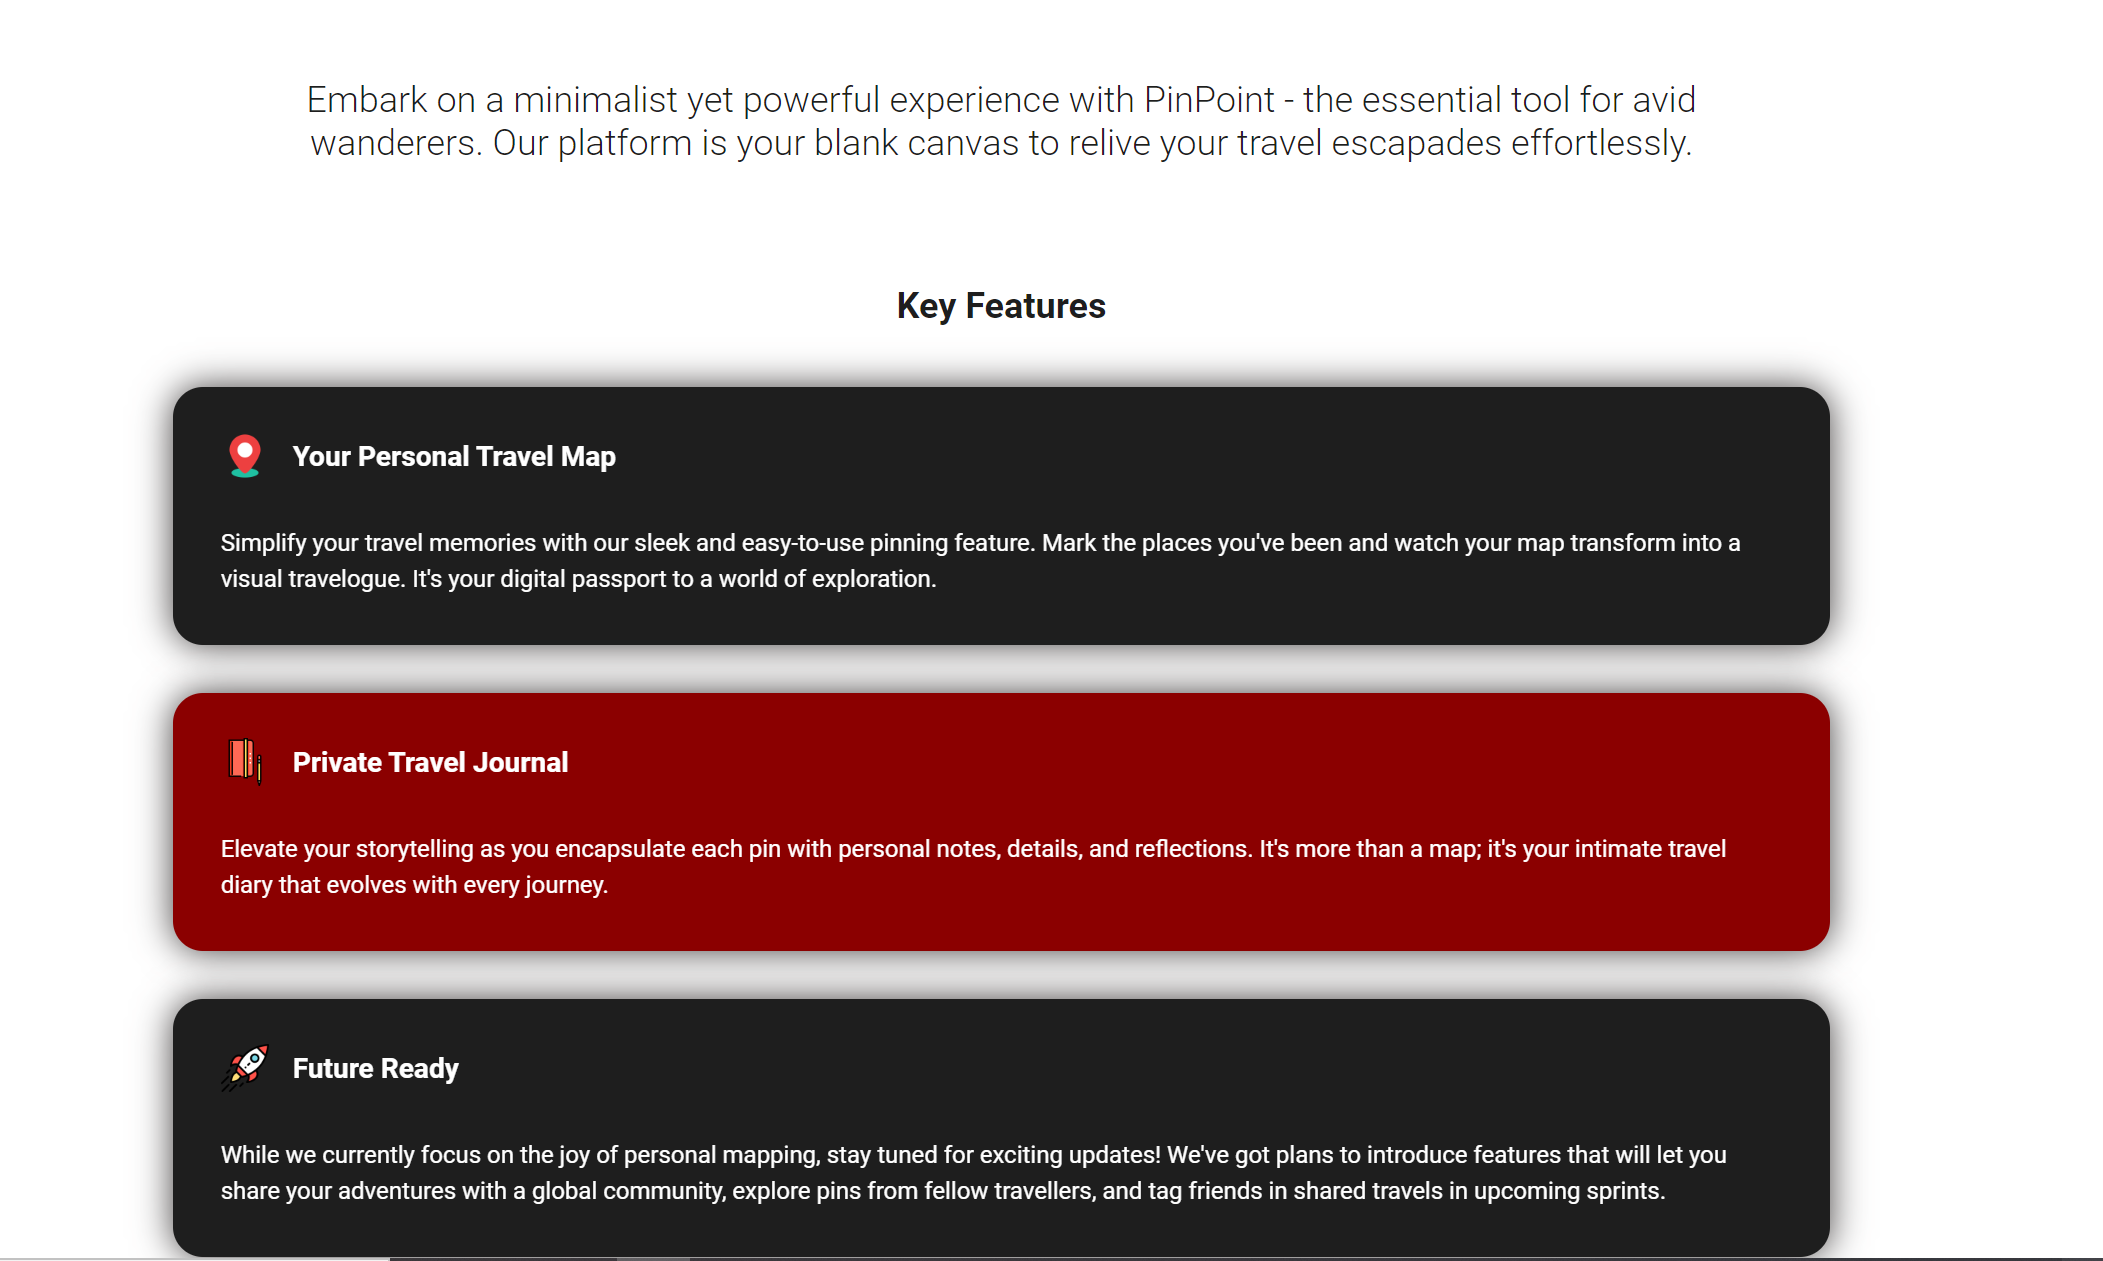 Embark on a minimalist yet powerful experience with PinPoint - the essential tool for avid
wanderers. Our platform is your blank canvas to relive your travel escapades effortlessly.
Key Features
Your Personal Travel Map
Simplify your travel memories with our sleek and easy-to-use pinning feature. Mark the places you've been and watch your map transform into a
visual travelogue. It's your digital passport to a world of exploration.
Private Travel Journal
Elevate your storytelling as you encapsulate each pin with personal notes, details, and reflections. It's more than a map; it's your intimate travel
diary that evolves with every journey.
Future Ready
While we currently focus on the joy of personal mapping, stay tuned for exciting updates! We've got plans to introduce features that will let you
share your adventures with a global community, explore pins from fellow travellers, and tag friends in shared travels in upcoming sprints.